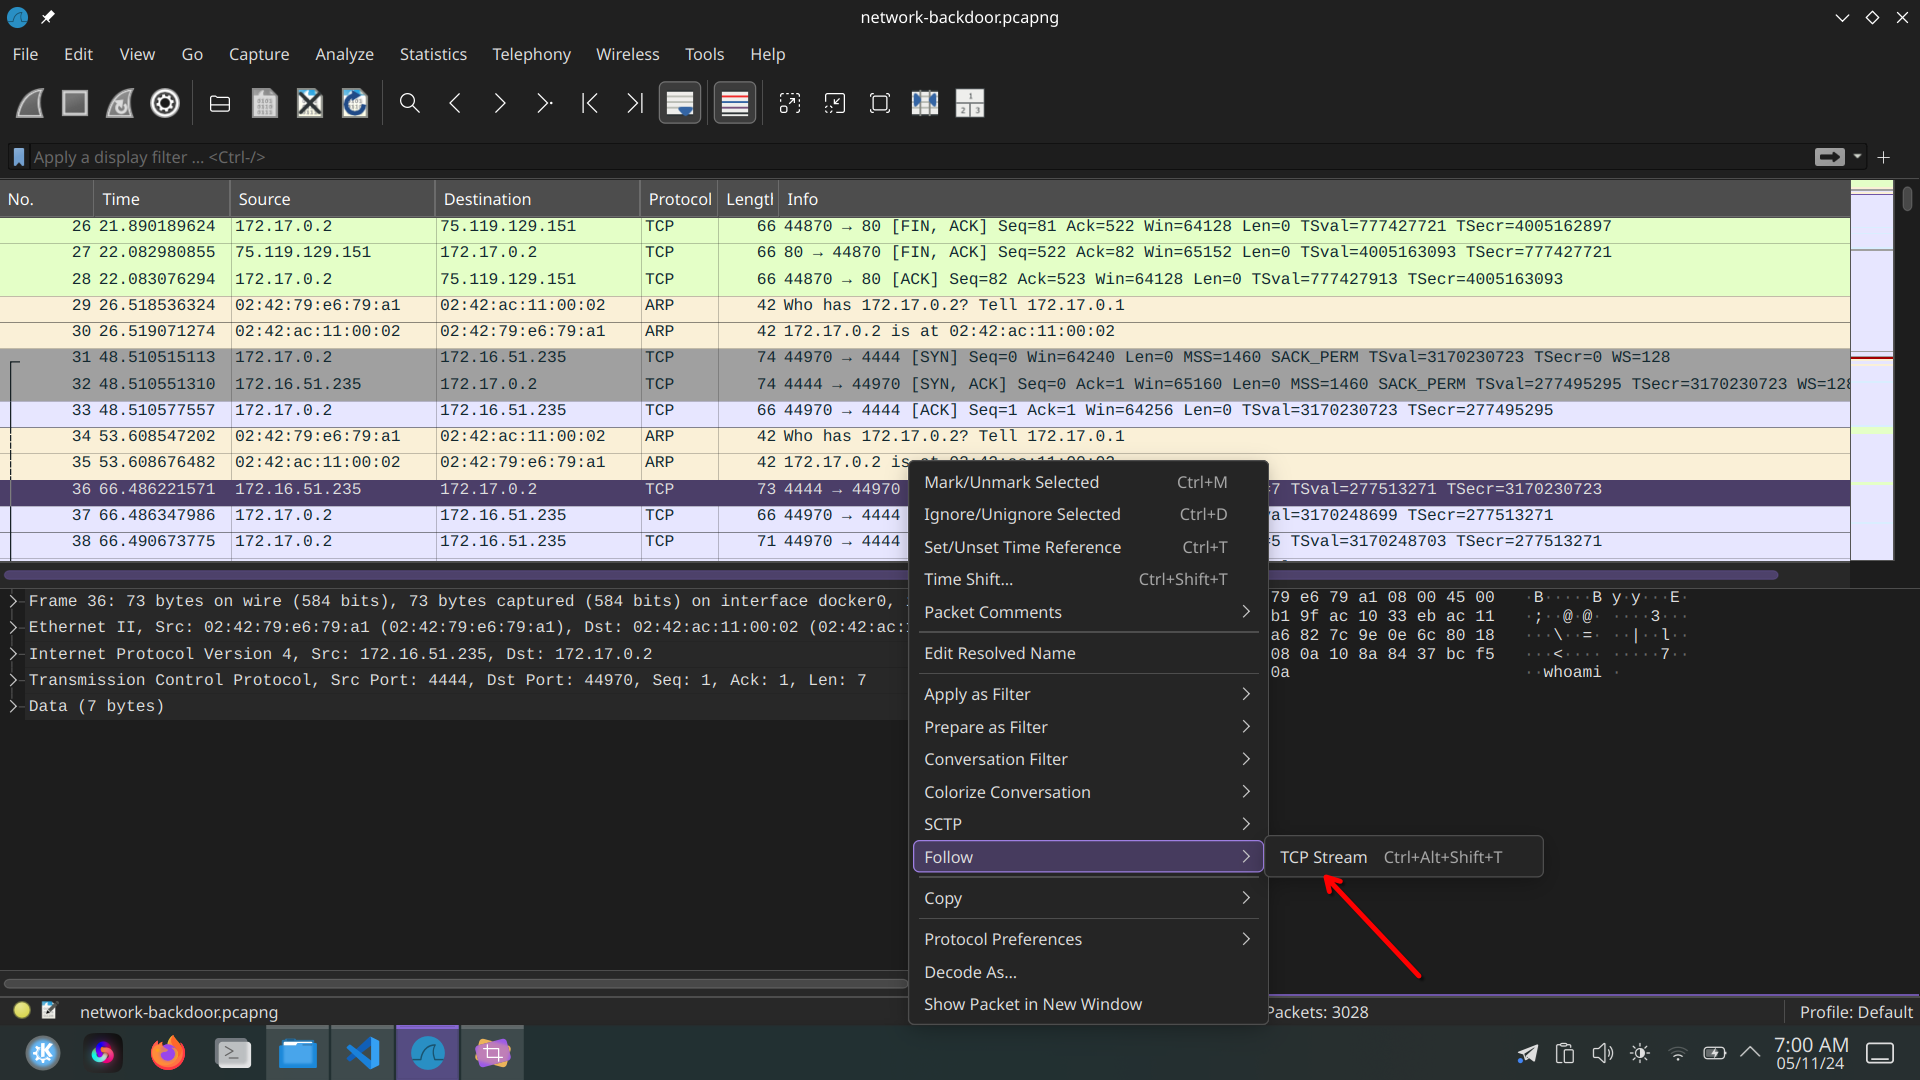 network-backdoor.pcapng
File Edit View Go Capture Analyze Statistics Telephony Wireless Tools Help
Apply a display filter ... <Ctrl-/>
No. Time Source Destination Protocol Lengtl Info
26 21.890189624 172.17.0.2 75.119.129.151 TCP 66 44870 → 80 [FIN, ACK] Seq=81 Ack=522 Win=64128 Len=0 TSval=777427721 TSecr=4005162897
27 22.082980855 75.119.129.151 172.17.0.2 TCP 66 80 → 44870 [FIN, ACK] Seq=522 Ack=82 Win=65152 Len=0 TSval=4005163093 TSecr=777427721
28 22.083076295 172.17.0.2 75.119.129.151 TCP 66 44870 → 80 [ACK] Seq=82 Ack=523 Win=64128 Len=0 TSval=777427913 TSecr=4005163093
29 26.518536324 02:42:79:e6:79:a1 02:42:ac:11:00:02 ARP 42 Who has 172.17.0.2? Tell 172.17.0.1
30 26.519071274 02:42:ac:11:00:02 02:42:79:e6:79:a1 ARP 42 172.17.0.2 is at 02:42:ac:11:00:02
31 48.510515113 172.17.0.2 172.16.51.235 TCP 74 44970 → 4444 [SYN] Seq=0 Win=64240 Len=0 MSS=1460 SACK_PERM TSval=3170230723 TSecr=0 WS=128
32 48.510551310 172.16.51.235 172.17.0.2 TCP 74 4444 → 44970 [SYN, ACK] Seq=0 Ack=1 Win=65160 Len=0 MSS=1460 SACK_PERM TSval=277495295 TSecr=3170230723 WS=128
33 48.510577557 172.17.0.2 172.16.51.235 TCP 66 44970 → 4444 [ACK] Seq=1 Ack=1 Win=64256 Len=0 TSval=3170230723 TSecr=277495295
34 53.608547202 02:42:79:e6:79:a1 02:42:ac:11:00:02 ARP 42 Who has 172.17.0.2? Tell 172.17.0.1
35 53.608676482 02:42:ac:11:00:02 02:42:79:e6:79:a1 ARP 42 172.17.0.2 is
36 66.486221571 172.16.51.235 172.17.0.2 TCP 73 4444 → 44970 =7 TSval=277513271 TSecr=3170230723
37 66.486347986 172.17.0.2 172.16.51.235 TCP 66 44970 → 4444 al=3170248699 TSecr=277513271
38 66.490673775 172.17.0.2 172.16.51.235 TCP 71 44970 → 4444 =5 TSval=3170248703 TSecr=277513271
Mark/Unmark Selected Ctrl+M
Ignore/Unignore Selected Ctrl+D
Set/Unset Time Reference Ctrl+T
Time Shift... Ctrl+Shift+T
Packet Comments
Edit Resolved Name
Apply as Filter
Prepare as Filter
Conversation Filter
Colorize Conversation
SCTP
Follow
TCP Stream Ctrl+Alt+Shift+T
Copy
Protocol Preferences
Decode As...
Show Packet in New Window
Frame 36: 73 bytes on wire (584 bits), 73 bytes captured (584 bits) on interface docker0,
Ethernet II, Src: 02:42:79:e6:79:a1 (02:42:79:e6:79:a1), Dst: 02:42:ac:11:00:02 (02:42:ac:
Internet Protocol Version 4, Src: 172.16.51.235, Dst: 172.17.0.2
Transmission Control Protocol, Src Port: 4444, Dst Port: 44970, Seq: 1, Ack: 1, Len: 7
Data (7 bytes)
79 e6 79 a1 08 00 45 00 ·B·····B y·y···E·
b1 9f ac 10 33 eb ac 11 ·;··@·@· ····3···
a6 82 7c 9e 0e 6c 80 18 ···\··=· ··|··l··
08 0a 10 8a 84 37 bc f5 ···<···· ·····7··
0a ··whoami ·
network-backdoor.pcapng
Packets: 3028
Profile: Default
7:00 AM
05/11/24